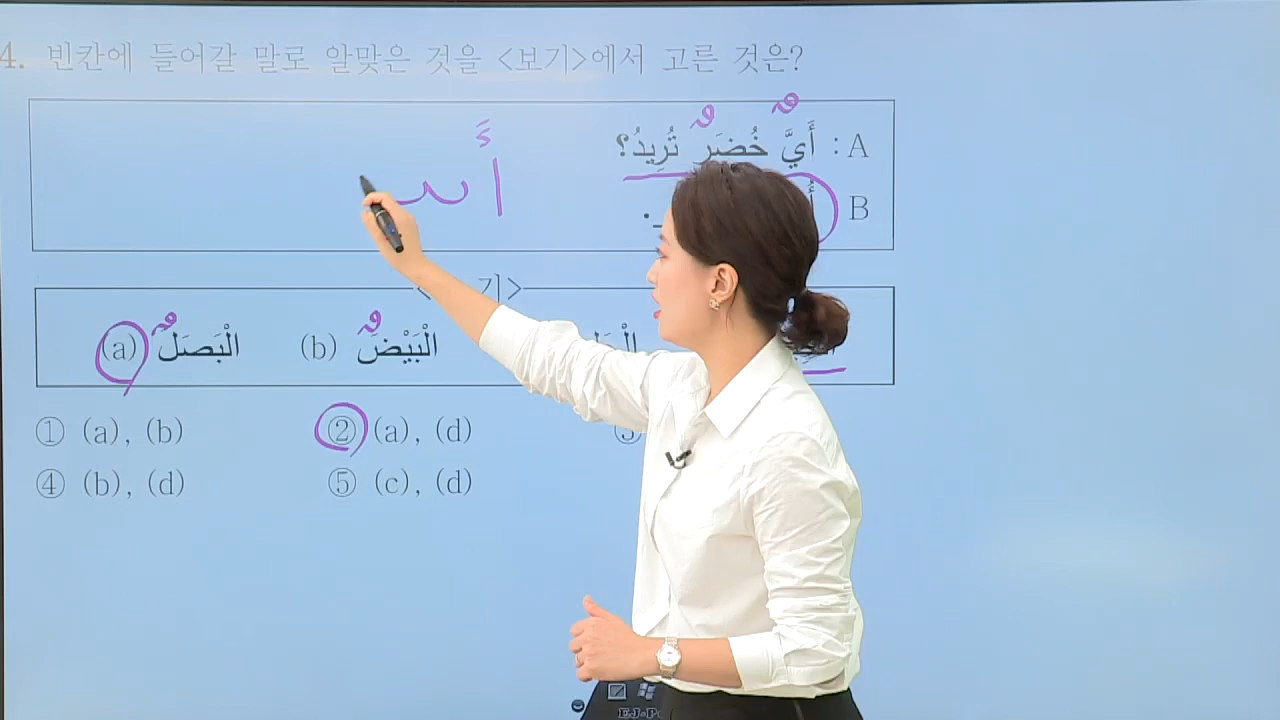 4. 빈칸에 들어갈 말로 알맞은 것을 <보기>에서 고른 것은?
A : أَيَّ خُضَرٍ تُرِيدُ؟
B
기>
(a) الْبَصَلَ (b) الْبَيْضَ
① (a), (b) ② (a), (d)
④ (b), (d) ⑤ (c), (d)